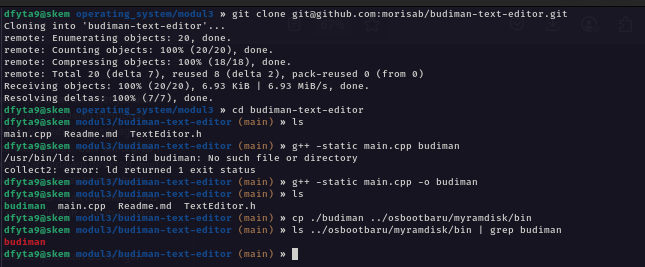 dfyta9@skem operating_system/modul3 » git clone git@github.com:morisab/budiman-text-editor.git
Cloning into 'budiman-text-editor'...
remote: Enumerating objects: 20, done.
remote: Counting objects: 100% (20/20), done.
remote: Compressing objects: 100% (18/18), done.
remote: Total 20 (delta 7), reused 8 (delta 2), pack-reused 0 (from 0)
Receiving objects: 100% (20/20), 6.93 KiB | 6.93 MiB/s, done.
Resolving deltas: 100% (7/7), done.
dfyta9@skem operating_system/modul3 » cd budiman-text-editor
dfyta9@skem modul3/budiman-text-editor (main) » ls
main.cpp  Readme.md  TextEditor.h
dfyta9@skem modul3/budiman-text-editor (main) » g++ -static main.cpp budiman
/usr/bin/ld: cannot find budiman: No such file or directory
collect2: error: ld returned 1 exit status
dfyta9@skem modul3/budiman-text-editor (main) » g++ -static main.cpp -o budiman
dfyta9@skem modul3/budiman-text-editor (main) » ls
budiman  main.cpp  Readme.md  TextEditor.h
dfyta9@skem modul3/budiman-text-editor (main) » cp ./budiman ../osbootbaru/myramdisk/bin
dfyta9@skem modul3/budiman-text-editor (main) » ls ../osbootbaru/myramdisk/bin | grep budiman
budiman
dfyta9@skem modul3/budiman-text-editor (main) »